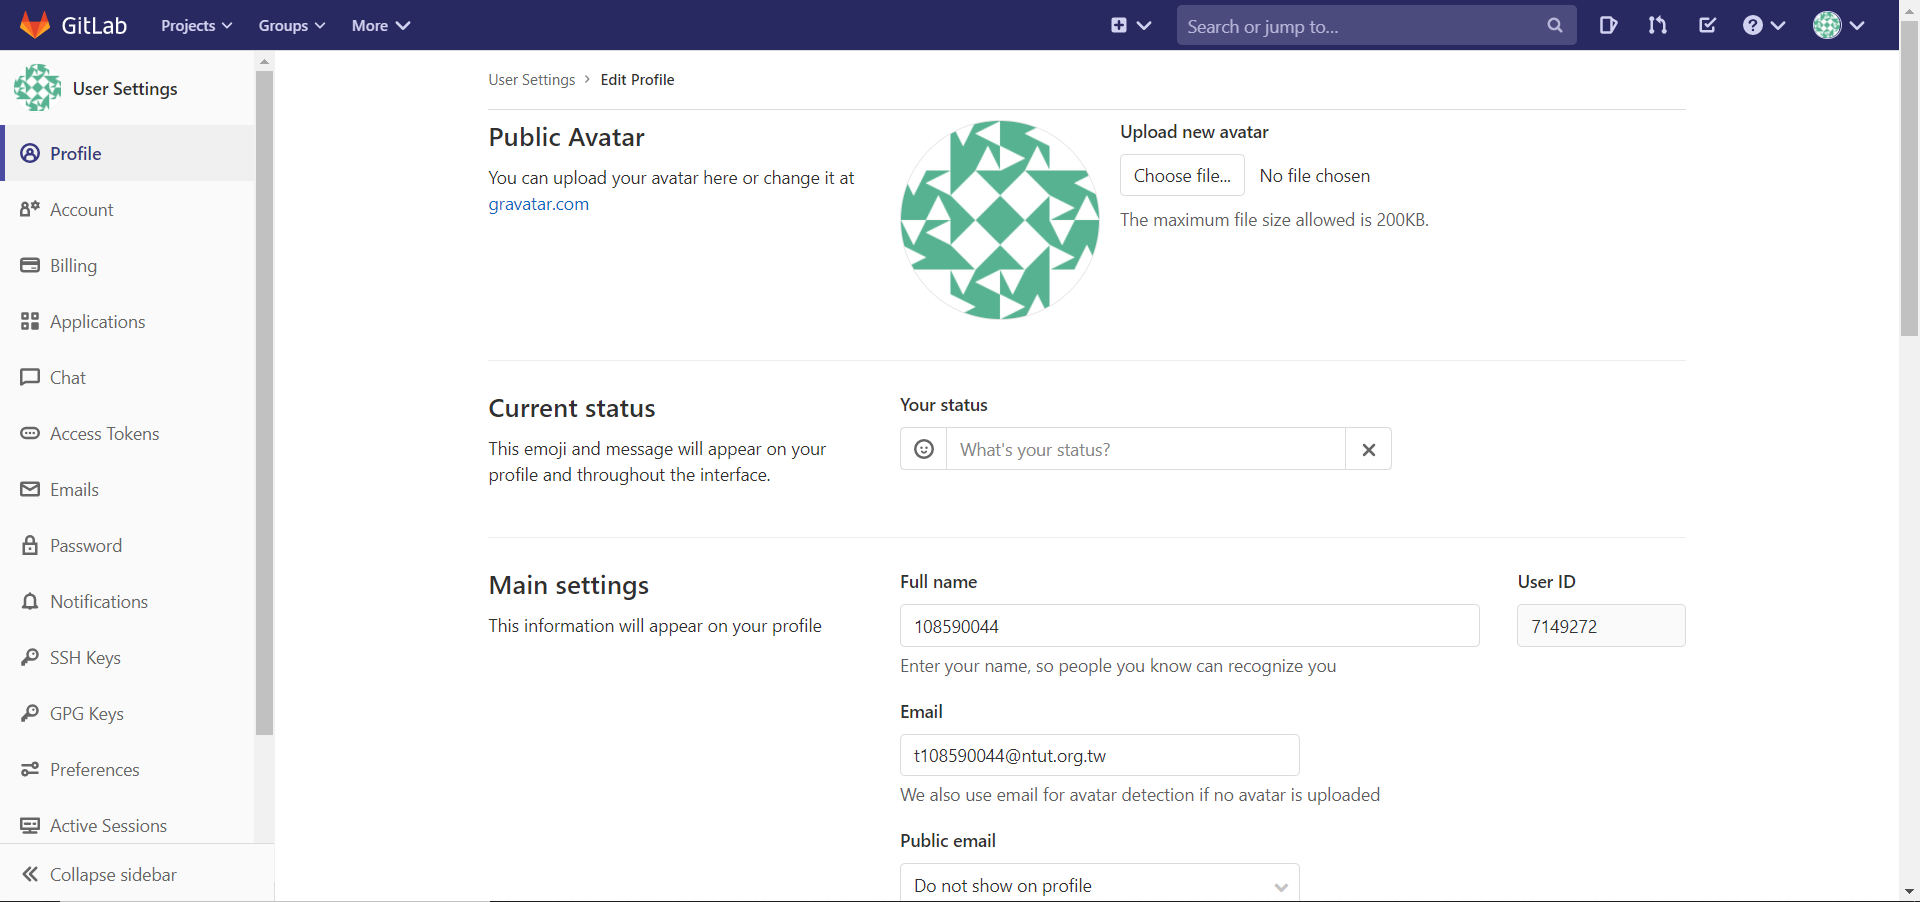 GitLab
Projects
Groups
More
Search or jump to...
User Settings
Profile
Account
Billing
Applications
Chat
Access Tokens
Emails
Password
Notifications
SSH Keys
GPG Keys
Preferences
Active Sessions
Collapse sidebar
User Settings › Edit Profile
Public Avatar
You can upload your avatar here or change it at
gravatar.com
Upload new avatar
Choose file... No file chosen
The maximum file size allowed is 200KB.
Current status
This emoji and message will appear on your
profile and throughout the interface.
Your status
What's your status?
Main settings
This information will appear on your profile
Full name
108590044
Enter your name, so people you know can recognize you
User ID
7149272
Email
t108590044@ntut.org.tw
We also use email for avatar detection if no avatar is uploaded
Public email
Do not show on profile